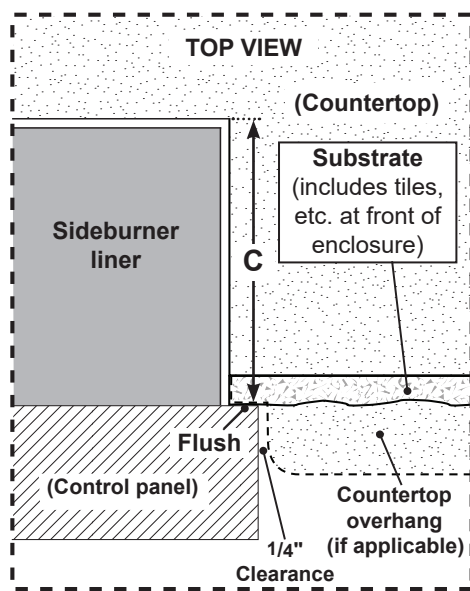 TOP VIEW
(Countertop)
Substrate
(includes tiles,
etc. at front of
enclosure)
Sideburner
liner
C
Flush
(Control panel)
1/4"
Clearance
Countertop
overhang
(if applicable)